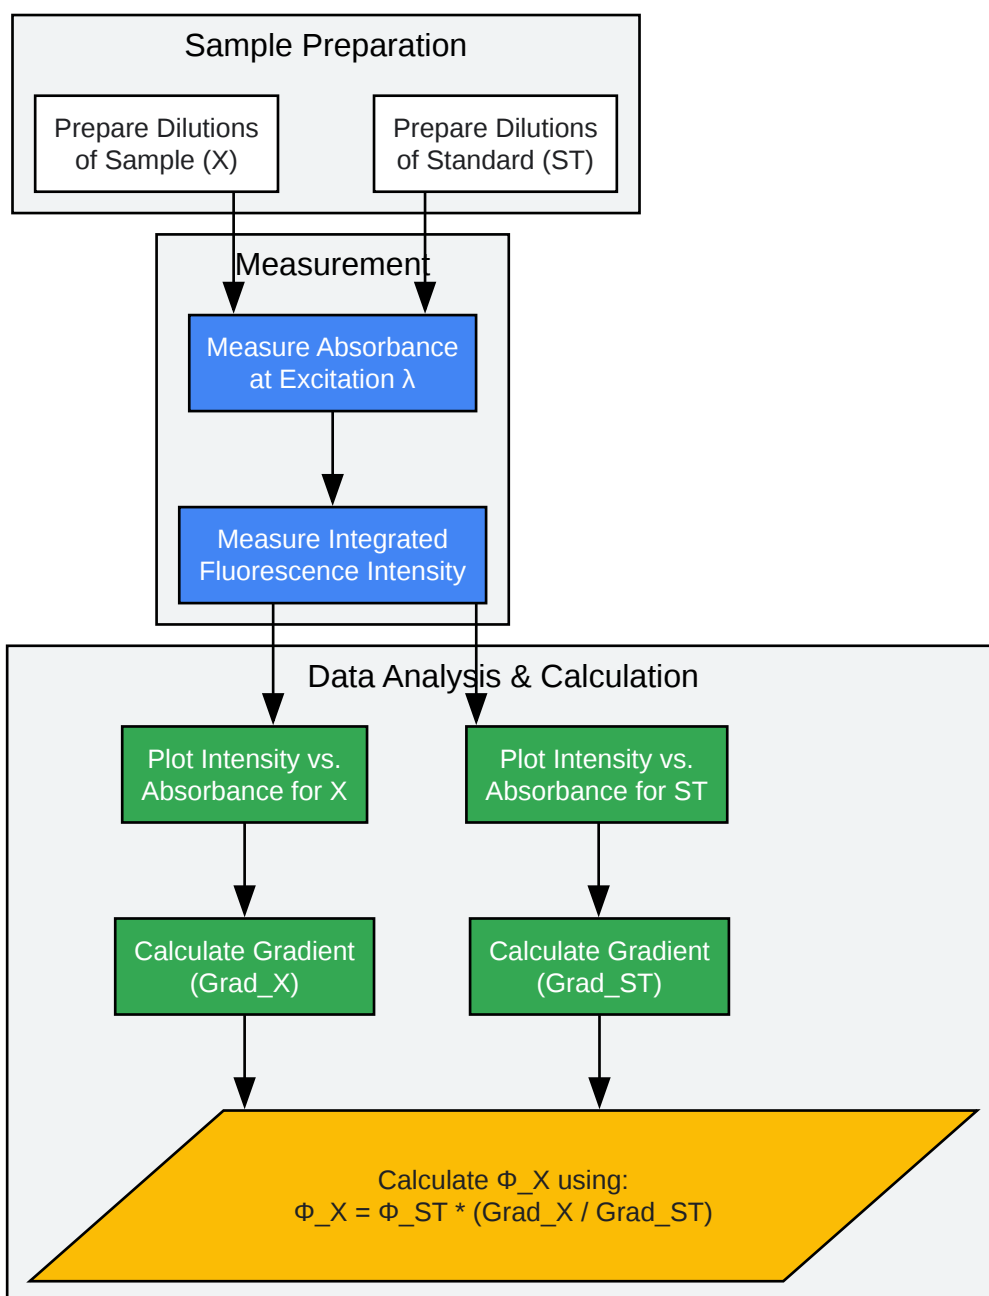 Sample Preparation
Prepare Dilutions
of Sample (X)
Prepare Dilutions
of Standard (ST)
Measurement
Measure Absorbance
at Excitation λ
Measure Integrated
Fluorescence Intensity
Data Analysis & Calculation
Plot Intensity vs.
Absorbance for X
Plot Intensity vs.
Absorbance for ST
Calculate Gradient
(Grad_X)
Calculate Gradient
(Grad_ST)
Calculate Φ_X using:
Φ_X = Φ_ST * (Grad_X / Grad_ST)